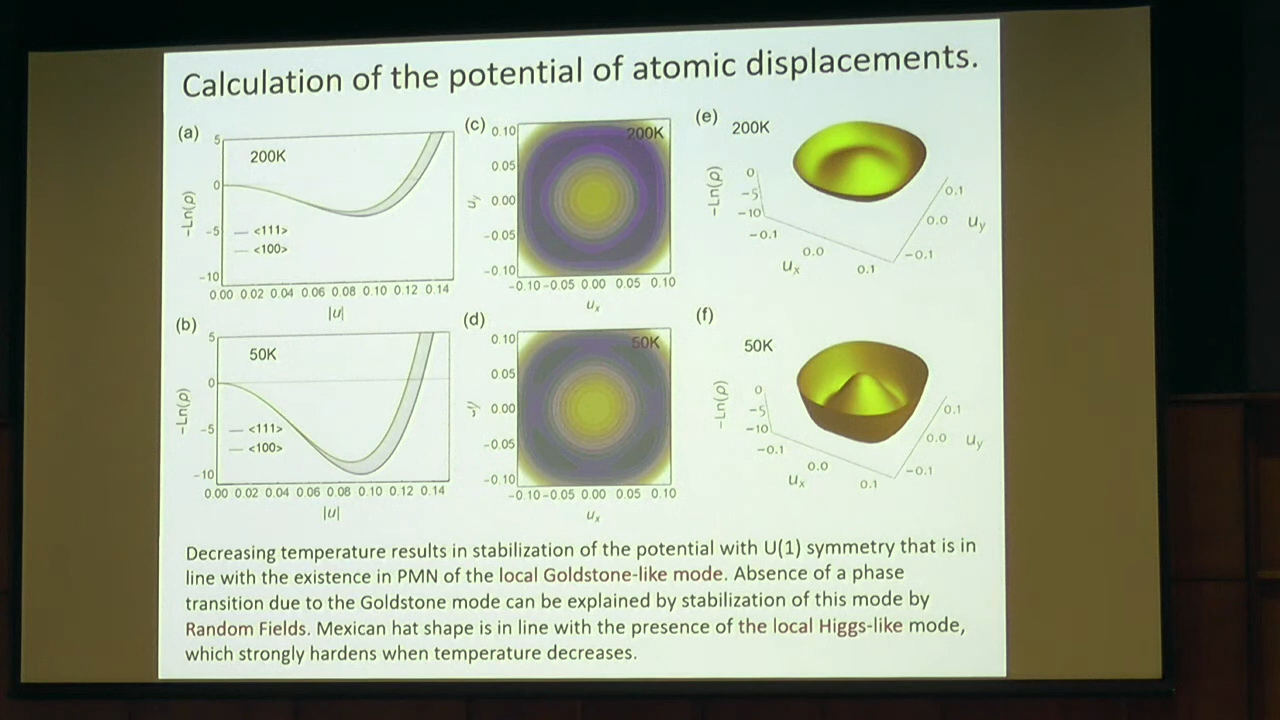 Calculation of the potential of atomic displacements.
(a)
5
200K
0
-5
-10
-Ln(ρ)
<111>
<100>
0.00 0.02 0.04 0.06 0.08 0.10 0.12 0.14
|u|
(b)
5
50K
0
-5
-10
-Ln(ρ)
<111>
<100>
0.00 0.02 0.04 0.06 0.08 0.10 0.12 0.14
|u|
(c)
200K
0.10
0.05
0.00
-0.05
-0.10
uy
-0.10 -0.05 0.00 0.05 0.10
ux
(d)
50K
0.10
0.05
0.00
-0.05
-0.10
-0.10 -0.05 0.00 0.05 0.10
ux
(e)
200K
-Ln(ρ)
0
-5
-10
-0.1
0.0
0.1
ux
0.1
0.0
-0.1
uy
(f)
50K
-Ln(ρ)
0
-5
-10
-0.1
0.0
0.1
ux
0.1
0.0
-0.1
uy
Decreasing temperature results in stabilization of the potential with U(1) symmetry that is in
line with the existence in PMN of the local Goldstone-like mode. Absence of a phase
transition due to the Goldstone mode can be explained by stabilization of this mode by
Random Fields. Mexican hat shape is in line with the presence of the local Higgs-like mode,
which strongly hardens when temperature decreases.